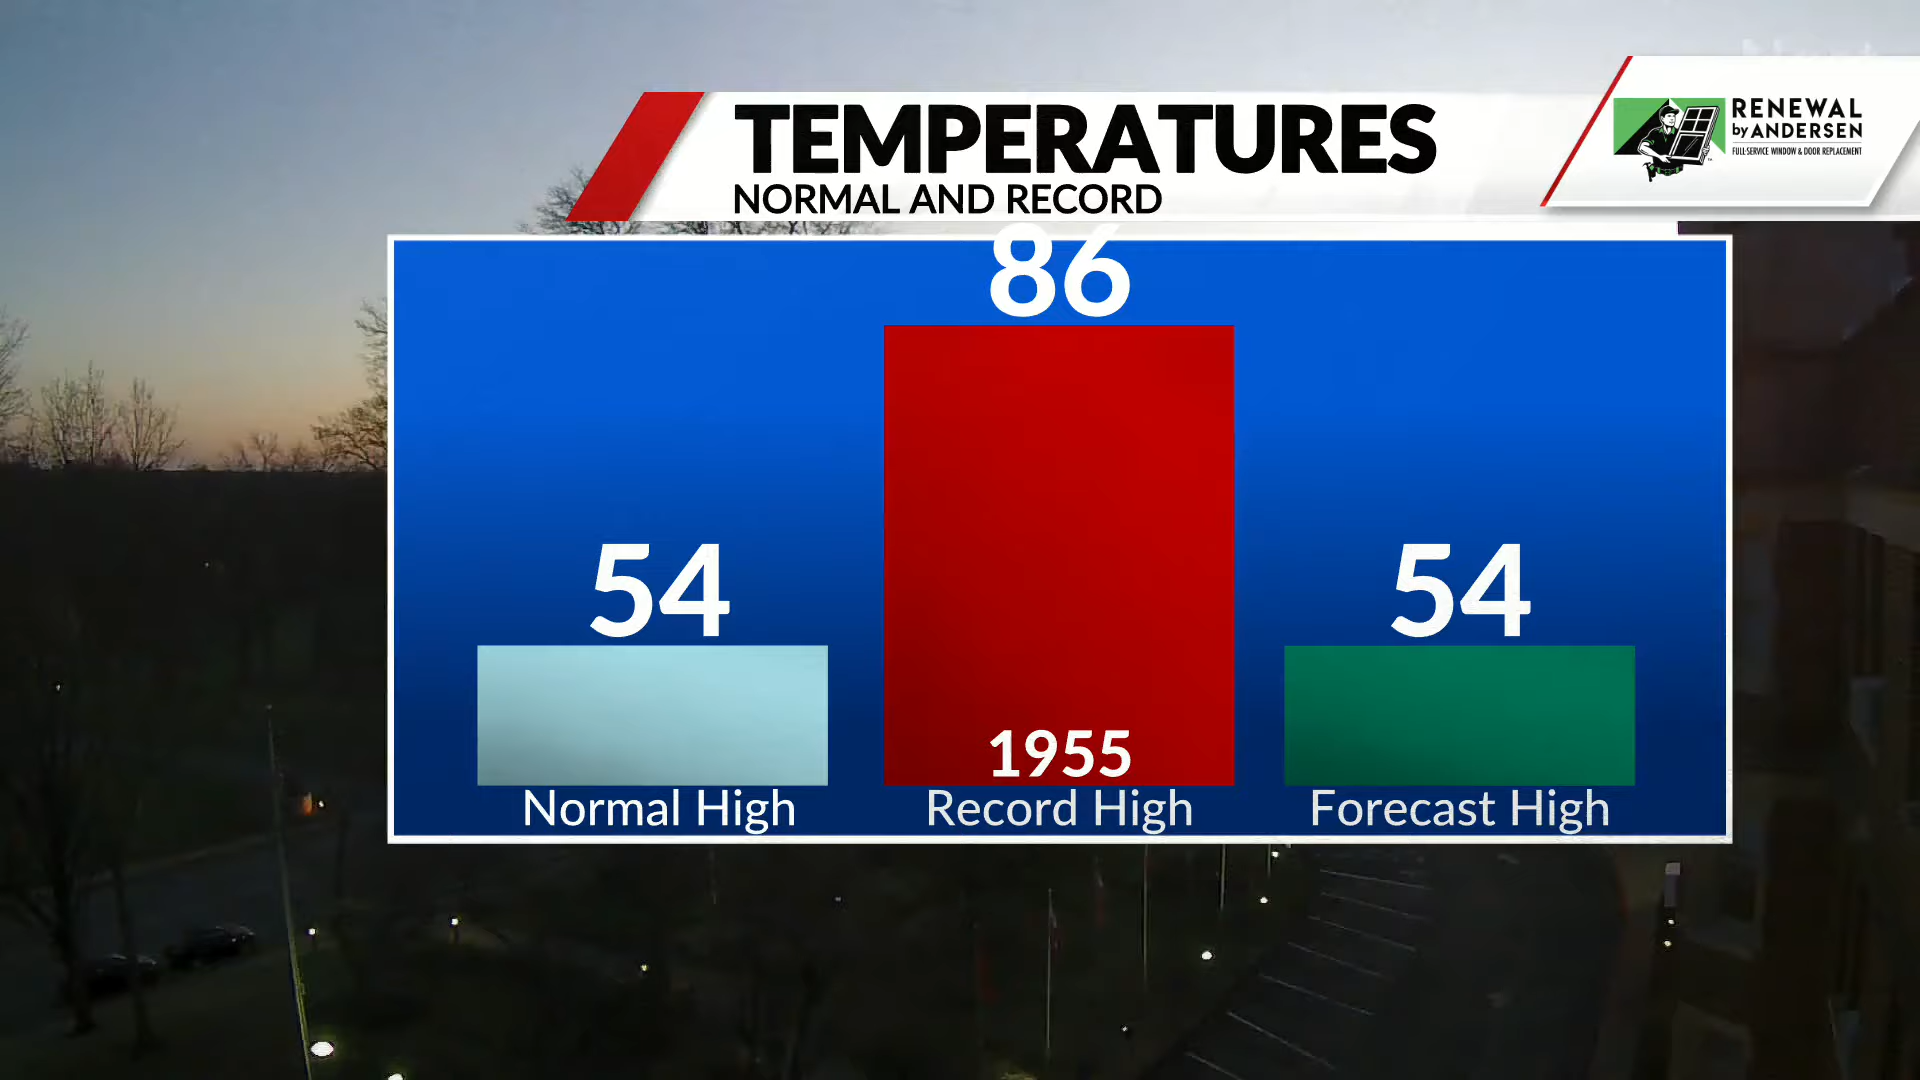 TEMPERATURES
NORMAL AND RECORD
RENEWAL
by ANDERSEN
FULL-SERVICE WINDOW & DOOR REPLACEMENT
86
54
54
1955
Normal High
Record High
Forecast High